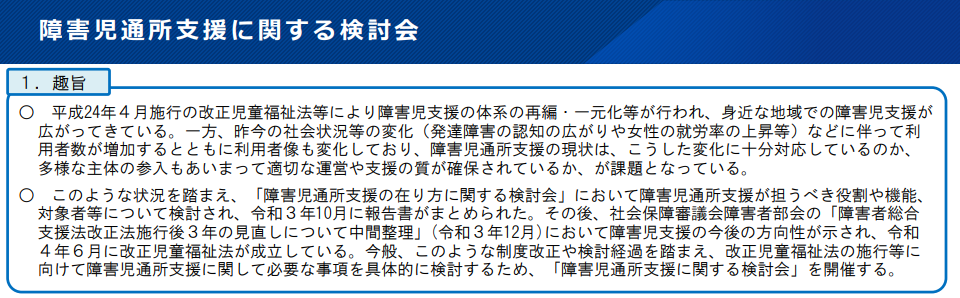 障害児通所支援に関する検討会
１．趣旨
○　平成24年４月施行の改正児童福祉法等により障害児支援の体系の再編・一元化等が行われ、身近な地域での障害児支援が
広がってきている。一方、昨今の社会状況等の変化（発達障害の認知の広がりや女性の就労率の上昇等）などに伴って利
用者数が増加するとともに利用者像も変化しており、障害児通所支援の現状は、こうした変化に十分対応しているのか、
多様な主体の参入もあいまって適切な運営や支援の質が確保されているか、が課題となっている。
○　このような状況を踏まえ、「障害児通所支援の在り方に関する検討会」において障害児通所支援が担うべき役割や機能、
対象者等について検討され、令和３年10月に報告書がまとめられた。その後、社会保障審議会障害者部会の「障害者総合
支援法改正法施行後３年の見直しについて中間整理」(令和３年12月)において障害児支援の今後の方向性が示され、令和
４年６月に改正児童福祉法が成立している。今般、このような制度改正や検討経過を踏まえ、改正児童福祉法の施行等に
向けて障害児通所支援に関して必要な事項を具体的に検討するため、「障害児通所支援に関する検討会」を開催する。